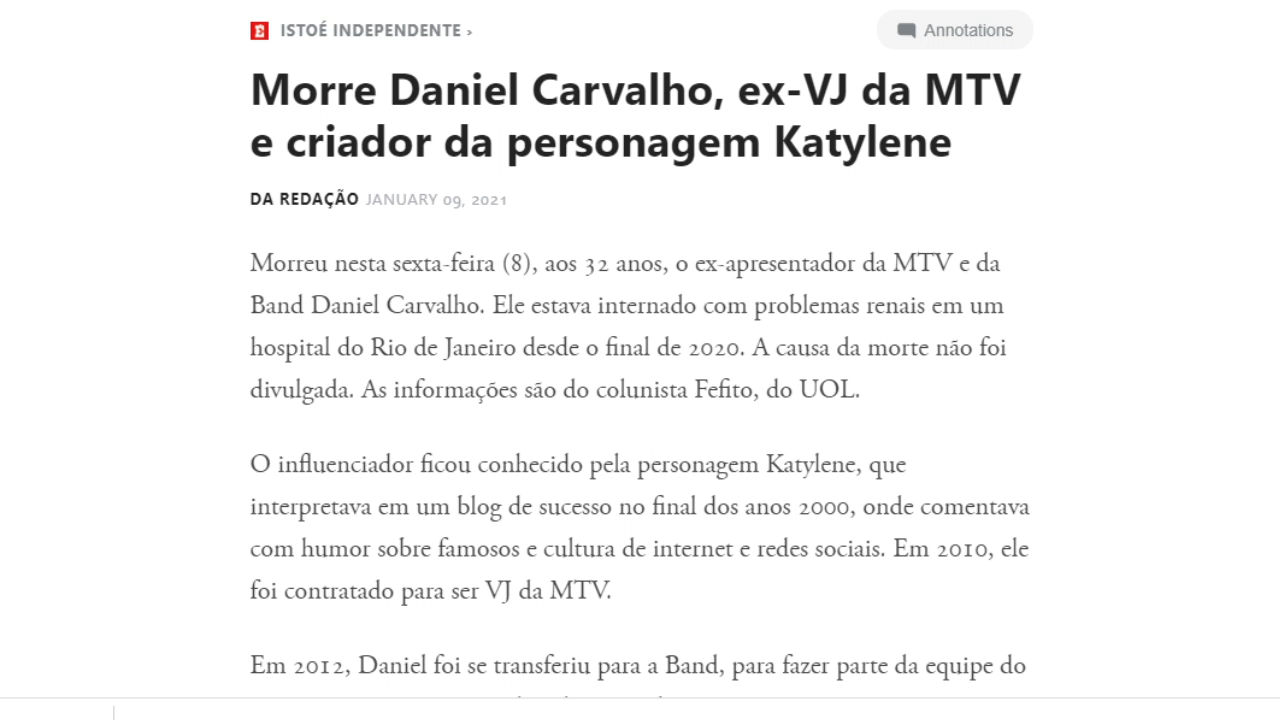 ISTOÉ INDEPENDENTE ›
Annotations
Morre Daniel Carvalho, ex-VJ da MTV
e criador da personagem Katylene
DA REDAÇÃO JANUARY 09, 2021
Morreu nesta sexta-feira (8), aos 32 anos, o ex-apresentador da MTV e da
Band Daniel Carvalho. Ele estava internado com problemas renais em um
hospital do Rio de Janeiro desde o final de 2020. A causa da morte não foi
divulgada. As informações são do colunista Fefito, do UOL.
O influenciador ficou conhecido pela personagem Katylene, que
interpretava em um blog de sucesso no final dos anos 2000, onde comentava
com humor sobre famosos e cultura de internet e redes sociais. Em 2010, ele
foi contratado para ser VJ da MTV.
Em 2012, Daniel foi se transferiu para a Band, para fazer parte da equipe do